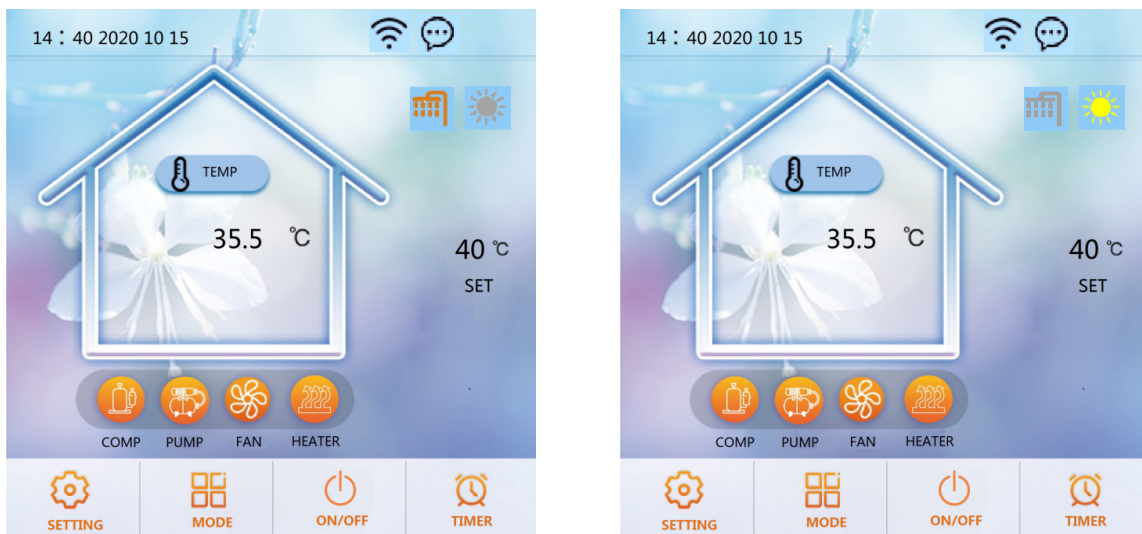 14：40 2020 10 15
TEMP
35.5 ℃
40 ℃
SET
COMP PUMP FAN HEATER
SETTING MODE ON/OFF TIMER
14：40 2020 10 15
TEMP
35.5 ℃
40 ℃
SET
COMP PUMP FAN HEATER
SETTING MODE ON/OFF TIMER